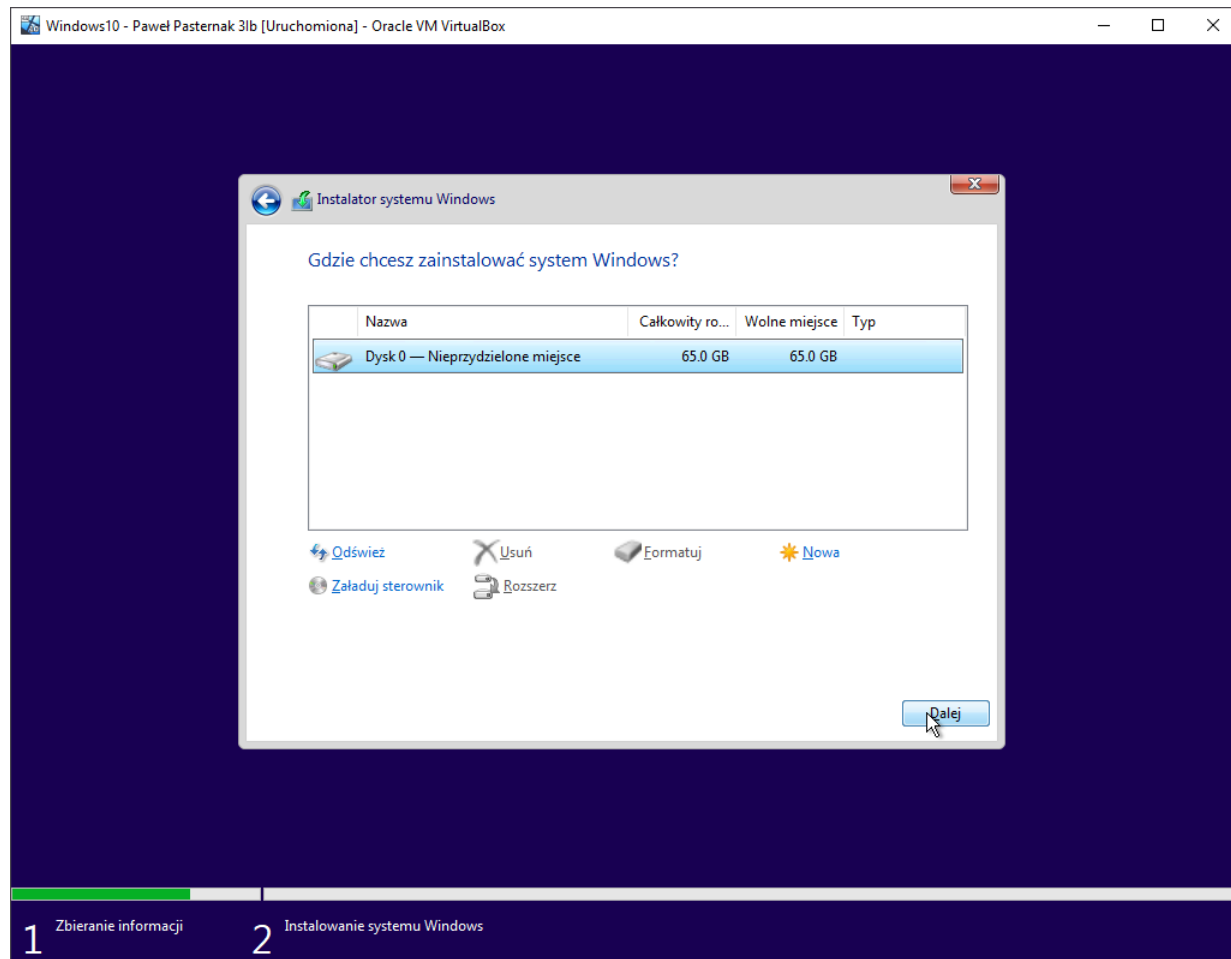 Windows10 - Paweł Pasternak 3lb [Uruchomiona] - Oracle VM VirtualBox
Instalator systemu Windows
Gdzie chcesz zainstalować system Windows?
Nazwa Całkowity ro... Wolne miejsce Typ
Dysk 0 — Nieprzydzielone miejsce 65.0 GB 65.0 GB
Odśwież Usuń Formatuj Nowa
Załaduj sterownik Rozszerz
Dalej
1 Zbieranie informacji 2 Instalowanie systemu Windows